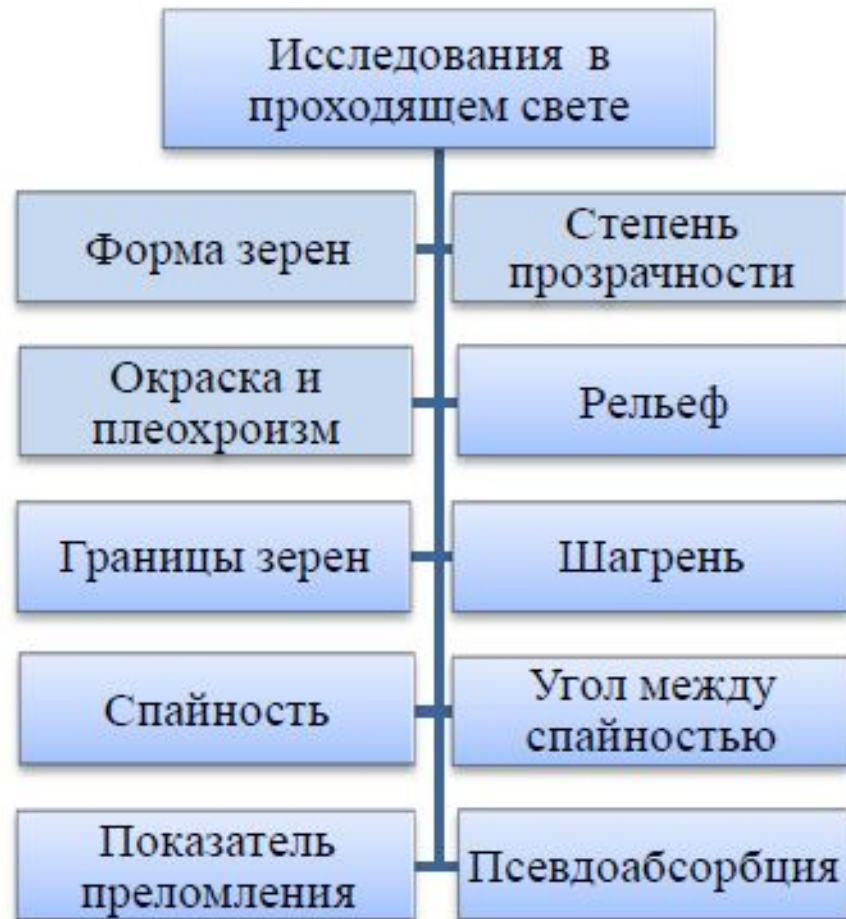 Исследования в
проходящем свете
Форма зерен
Степень
прозрачности
Окраска и
плеохроизм
Рельеф
Границы зерен
Шагрень
Спайность
Угол между
спайностью
Показатель
преломления
Псевдоабсорбция